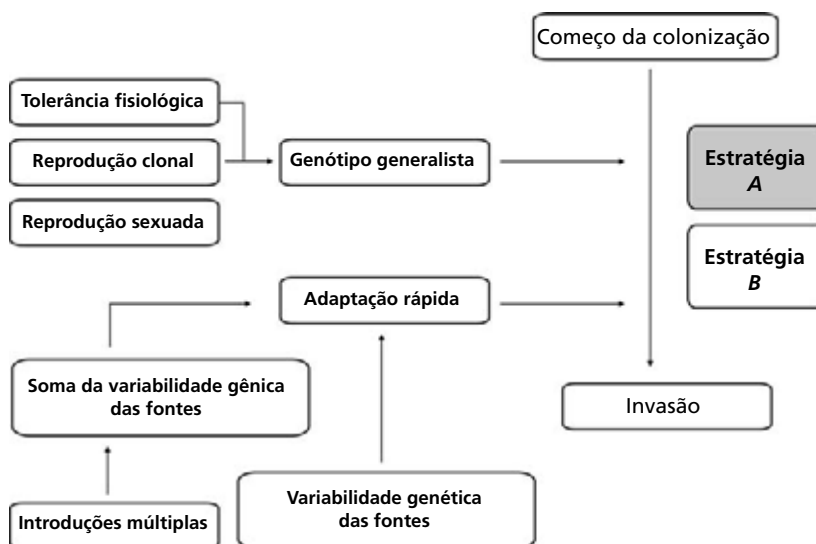 Começo da colonização
Tolerância fisiológica
Reprodução clonal
Genótipo generalista
Estratégia
A
Reprodução sexuada
Estratégia
B
Adaptação rápida
Soma da variabilidade gênica
das fontes
Invasão
Introduções múltiplas
Variabilidade genética
das fontes